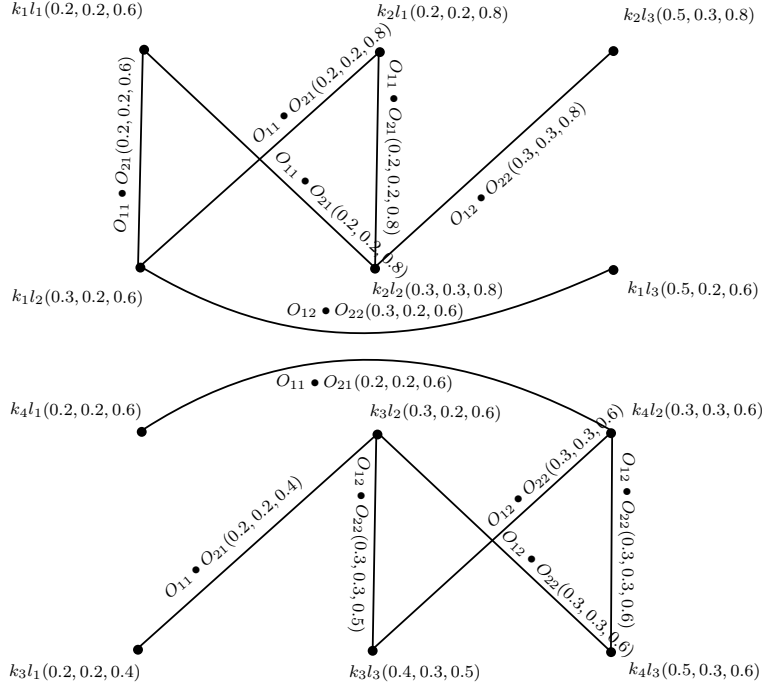 k₁l₁(0.2, 0.2, 0.6)
k₂l₁(0.2, 0.2, 0.8)
k₂l₃(0.5, 0.3, 0.8)
O₁₁ • O₂₁(0.2, 0.2, 0.6)
O₁₁ • O₂₁(0.2, 0.2, 0.8)
O₁₁ • O₂₁(0.2, 0.2, 0.8)
O₁₁ • O₂₁(0.2, 0.2, 0.8)
O₁₂ • O₂₂(0.3, 0.3, 0.8)
k₁l₂(0.3, 0.2, 0.6)
k₂l₂(0.3, 0.3, 0.8)
k₁l₃(0.5, 0.2, 0.6)
O₁₂ • O₂₂(0.3, 0.2, 0.6)
O₁₁ • O₂₁(0.2, 0.2, 0.6)
k₄l₁(0.2, 0.2, 0.6)
k₃l₂(0.3, 0.2, 0.6)
k₄l₂(0.3, 0.3, 0.6)
O₁₁ • O₂₁(0.2, 0.2, 0.4)
O₁₂ • O₂₂(0.3, 0.3, 0.5)
O₁₂ • O₂₂(0.3, 0.3, 0.6)
O₁₂ • O₂₂(0.3, 0.3, 0.6)
O₁₂ • O₂₂(0.3, 0.3, 0.6)
k₃l₁(0.2, 0.2, 0.4)
k₃l₃(0.4, 0.3, 0.5)
k₄l₃(0.5, 0.3, 0.6)